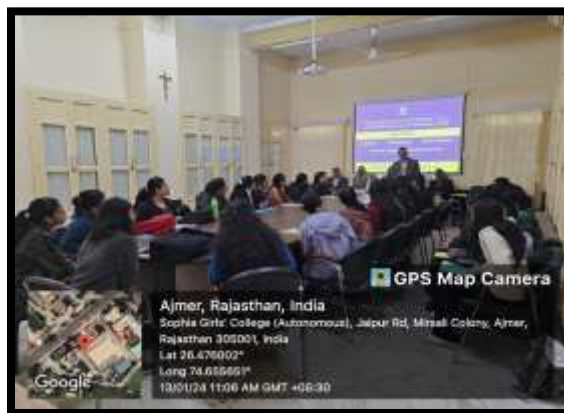 GPS Map Camera
Ajmer, Rajasthan, India
Sophia Girls' College (Autonomous), Jaipur Rd, Mirsali Colony, Ajmer,
Rajasthan 305001, India
Lat 26.476002°
Long 74.655651°
13/01/24 11:06 AM GMT +05:30
Google